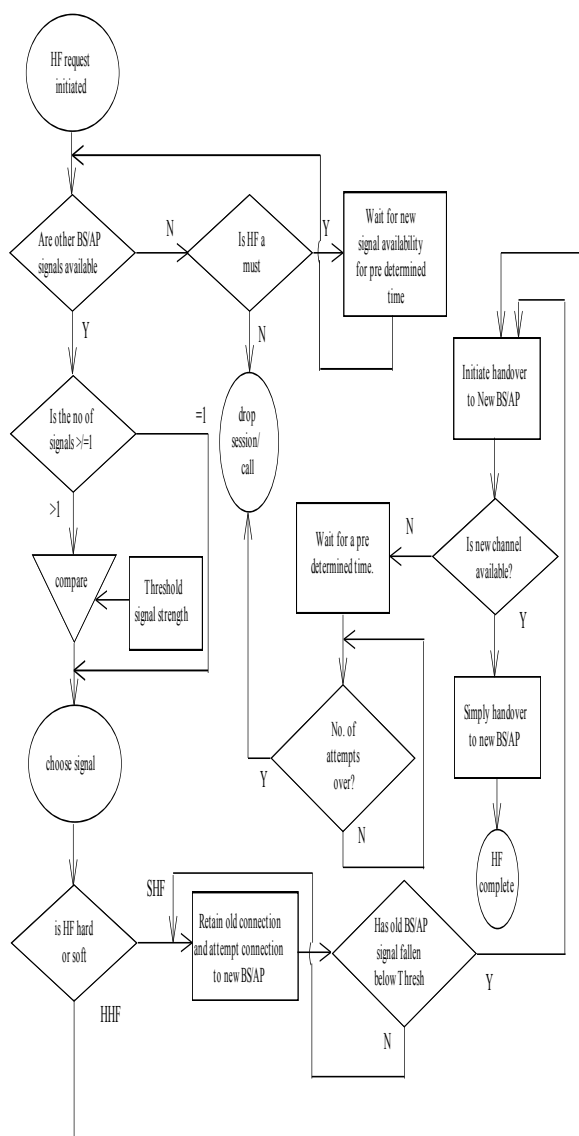 HF request
initiated
Are other BS/AP
signals available
N
Is HF a
must
Y
Wait for new
signal availability
for pre determined
time
Y
N
Is the no of
signals >/=1
=1
drop
session/
call
Initiate handover
to New BS/AP
>1
compare
Threshold
signal strength
Wait for a pre
determined time.
N
Is new channel
available?
Y
choose signal
No. of
attempts
over?
Y
N
Simply handover
to new BS/AP
HF
complete
is HF hard
or soft
SHF
HHF
Retain old connection
and attempt connection
to new BS/AP
Has old BS/AP
signal fallen
below Thresh
Y
N